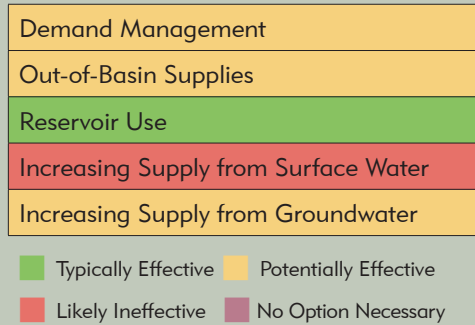 Demand Management
Out-of-Basin Supplies
Reservoir Use
Increasing Supply from Surface Water
Increasing Supply from Groundwater
Typically Effective Potentially Effective
Likely Ineffective No Option Necessary